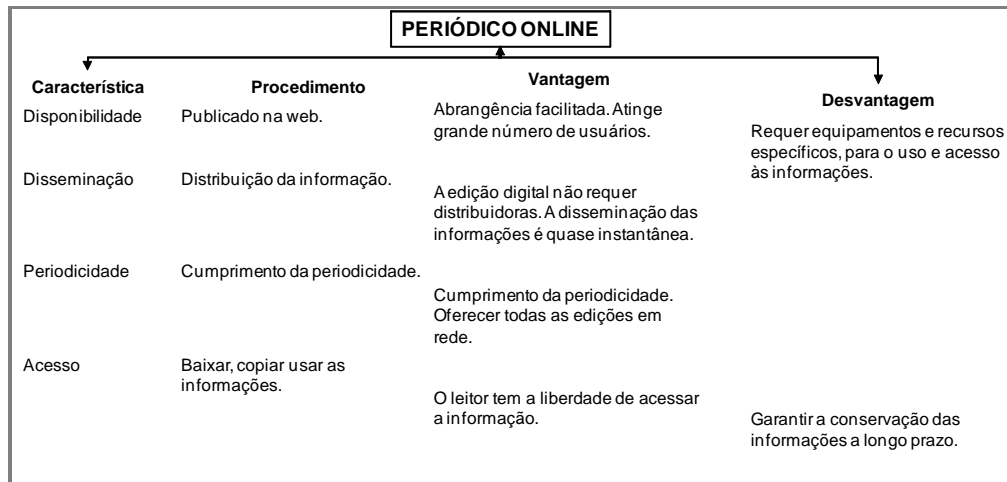 PERIÓDICO ONLINE
Característica
Procedimento
Vantagem
Desvantagem
Disponibilidade
Publicado na web.
Abrangência facilitada. Atinge
grande número de usuários.
Requer equipamentos e recursos
específicos, para o uso e acesso
às informações.
Disseminação
Distribuição da informação.
A edição digital não requer
distribuidoras. A disseminação das
informações é quase instantânea.
Periodicidade
Cumprimento da periodicidade.
Cumprimento da periodicidade.
Oferecer todas as edições em
rede.
Acesso
Baixar, copiar usar as
informações.
O leitor tem a liberdade de acessar
a informação.
Garantir a conservação das
informações a longo prazo.